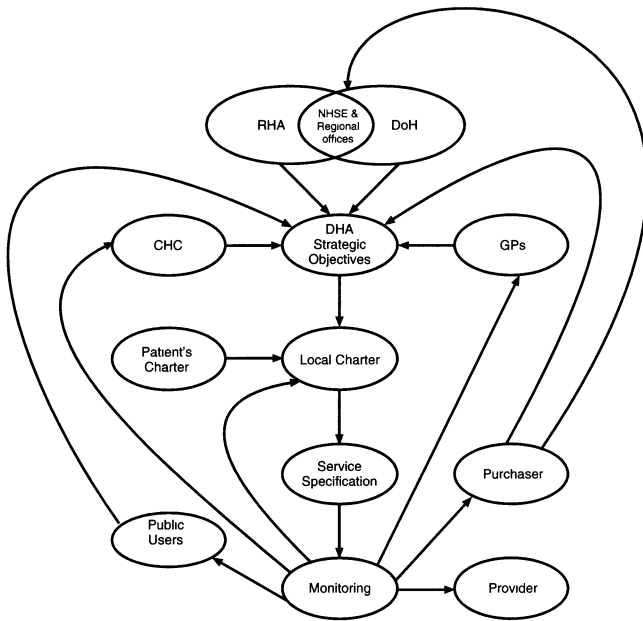 RHA
NHSE &
Regional
offices
DoH
CHC
DHA
Strategic
Objectives
GPs
Patient's
Charter
Local Charter
Service
Specification
Purchaser
Public
Users
Monitoring
Provider